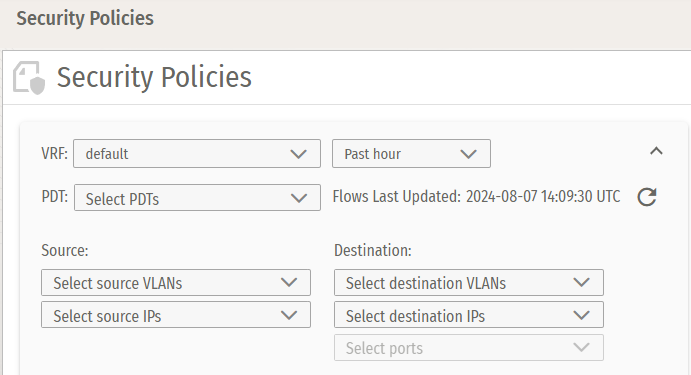 Security Policies
Security Policies
VRF: default Past hour
PDT: Select PDTs Flows Last Updated: 2024-08-07 14:09:30 UTC
Source: Destination:
Select source VLANs Select destination VLANs
Select source IPs Select destination IPs
Select ports